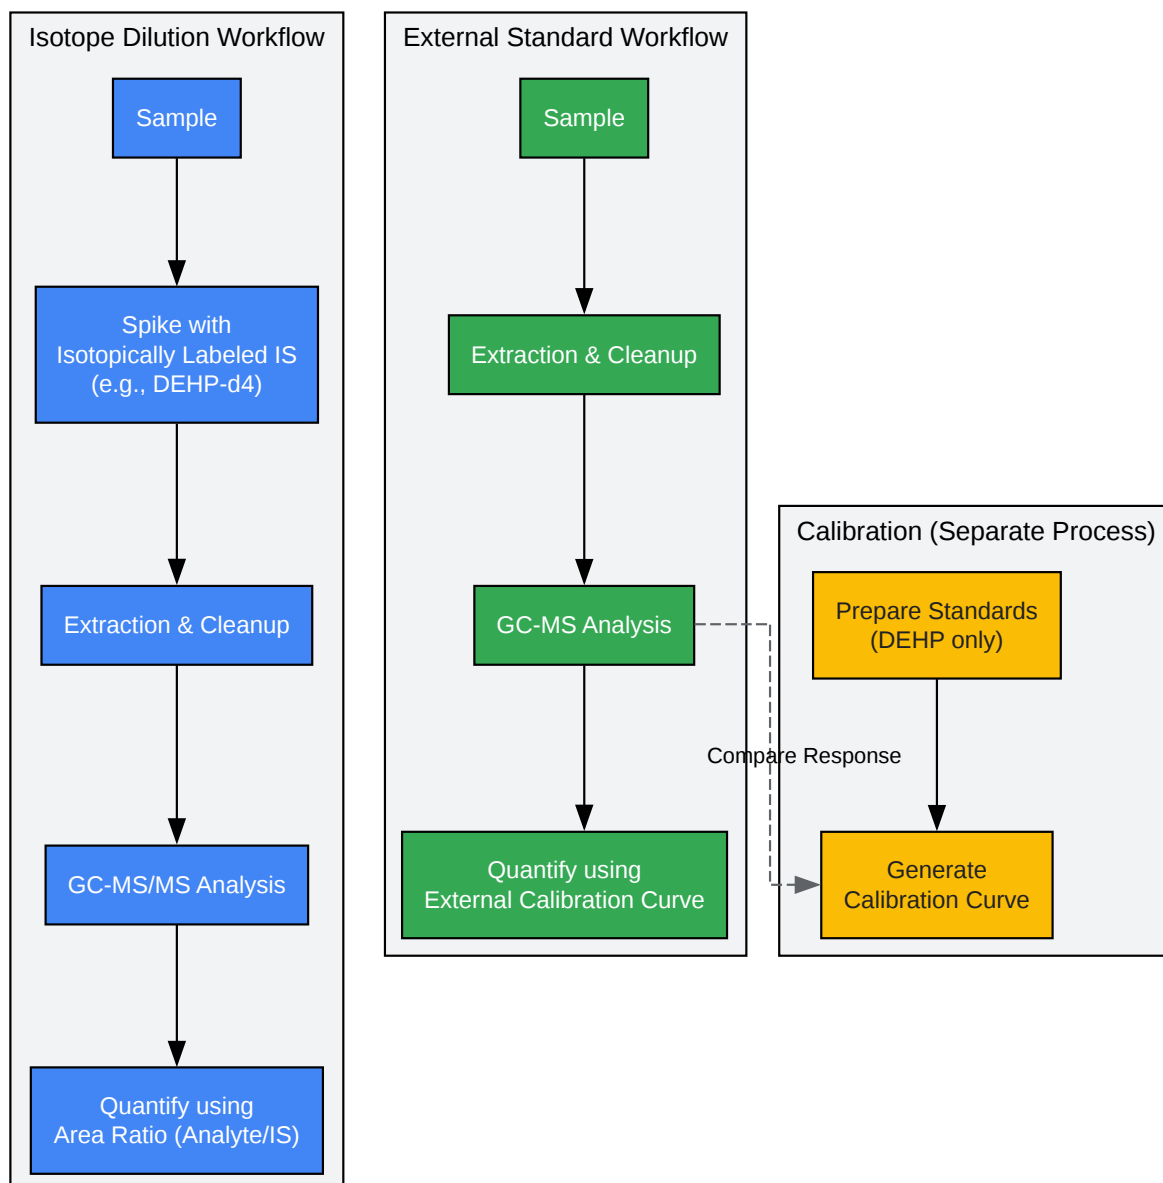 Isotope Dilution Workflow
Sample
Spike with
Isotopically Labeled IS
(e.g., DEHP-d4)
Extraction & Cleanup
GC-MS/MS Analysis
Quantify using
Area Ratio (Analyte/IS)
External Standard Workflow
Sample
Extraction & Cleanup
GC-MS Analysis
Quantify using
External Calibration Curve
Compare Response
Calibration (Separate Process)
Prepare Standards
(DEHP only)
Generate
Calibration Curve